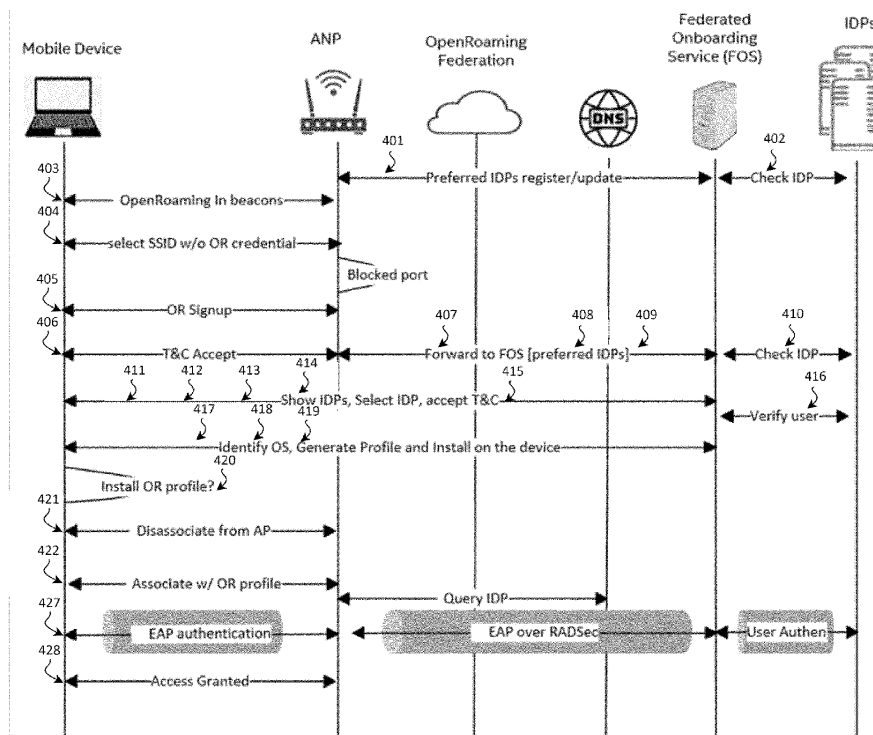 Mobile Device
ANP
OpenRoaming
Federation
Federated
Onboarding
Service (FOS)
IDPs
DNS
401
402
Preferred IDPs register/update
Check IDP
403
OpenRoaming In beacons
404
select SSID w/o OR credential
Blocked port
405
OR Signup
406
407
408
409
410
T&C Accept
Forward to FOS [preferred IDPs]
Check IDP
411
412
413
414
415
Show IDPs, Select IDP, accept T&C
416
Verify user
417
418
419
Identify OS, Generate Profile and Install on the device
420
Install OR profile?
421
Disassociate from AP
422
Associate w/ OR profile
Query IDP
427
EAP authentication
EAP over RADSec
User Authen
428
Access Granted